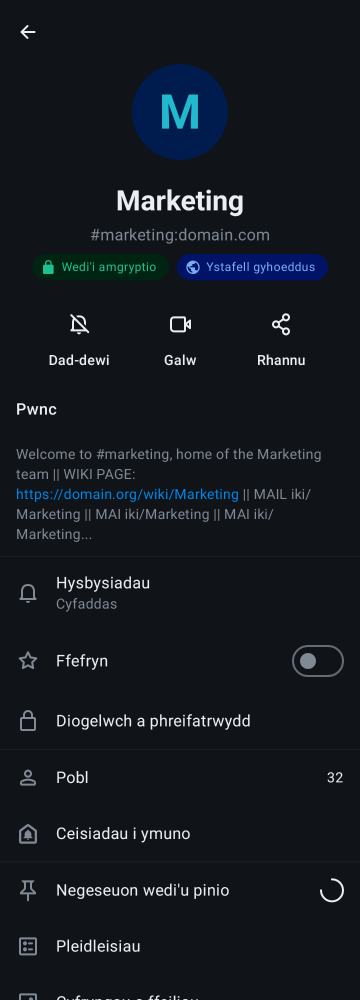 M
Marketing
#marketing:domain.com
Wedi'i amgryptio
Ystafell gyhoeddus
Dad-dewi
Galw
Rhannu
Pwnc
Welcome to #marketing, home of the Marketing
team || WIKI PAGE:
https://domain.org/wiki/Marketing || MAIL iki/
Marketing || MAI iki/Marketing || MAI iki/
Marketing...
Hysbysiadau
Cyfaddas
Ffefryn
Diogelwch a phreifatrwydd
Pobl
32
Ceisiadau i ymuno
Negeseuon wedi'u pinio
Pleidleisiau
Cyfryngau a ffeiliau